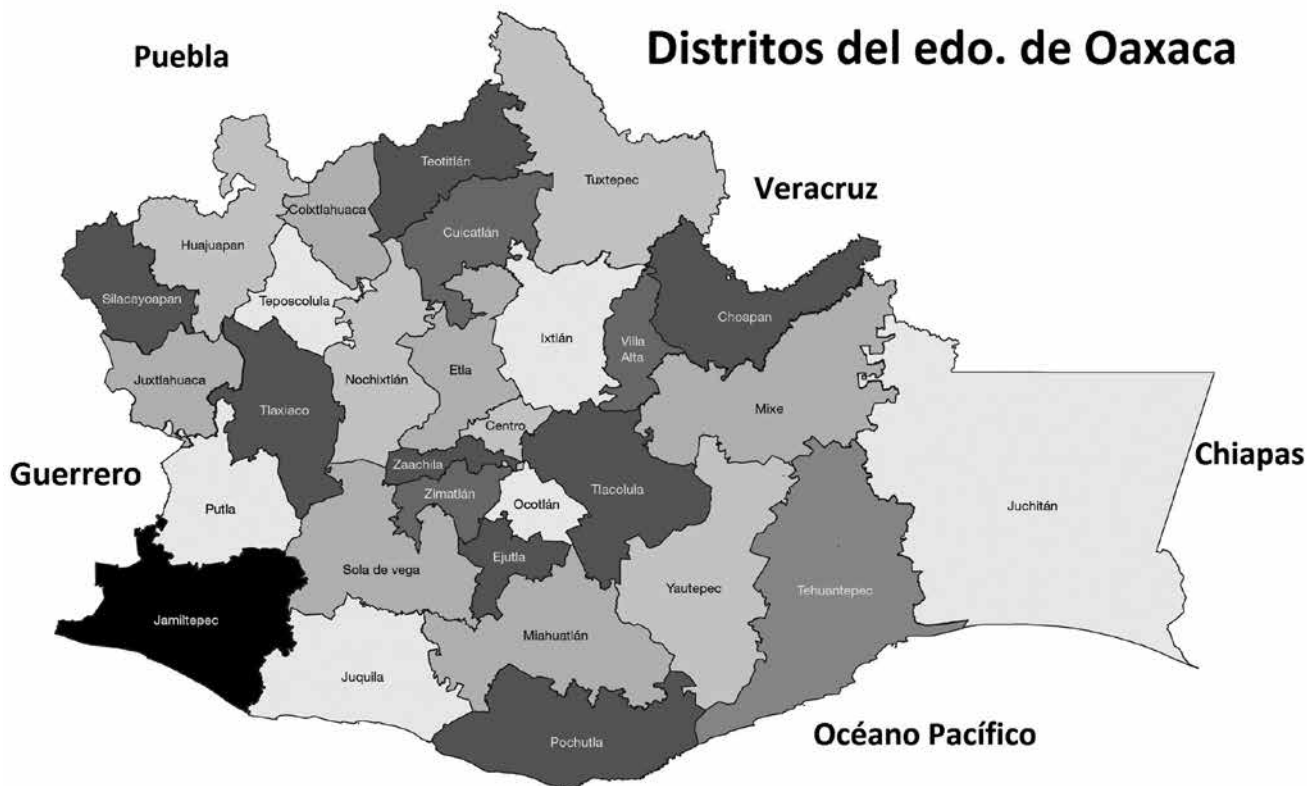 Distritos del edo. de Oaxaca
Puebla
Teotitlán
Tuxtepec
Veracruz
Coixtlahuaca
Cuicatlán
Huajuapan
Silacayoapan
Teposcolula
Choapan
Ixtlán
Villa
Alta
Juxtlahuaca
Nochixtlán
Etla
Tlaxiaco
Mixe
Centro
Guerrero
Zaachila
Chiapas
Zimatlán
Tlacolula
Putla
Ocotlán
Juchitán
Ejutla
Sola de vega
Yautepec
Tehuantepec
Jamiltepec
Miahuatlán
Juquila
Océano Pacífico
Pochutla